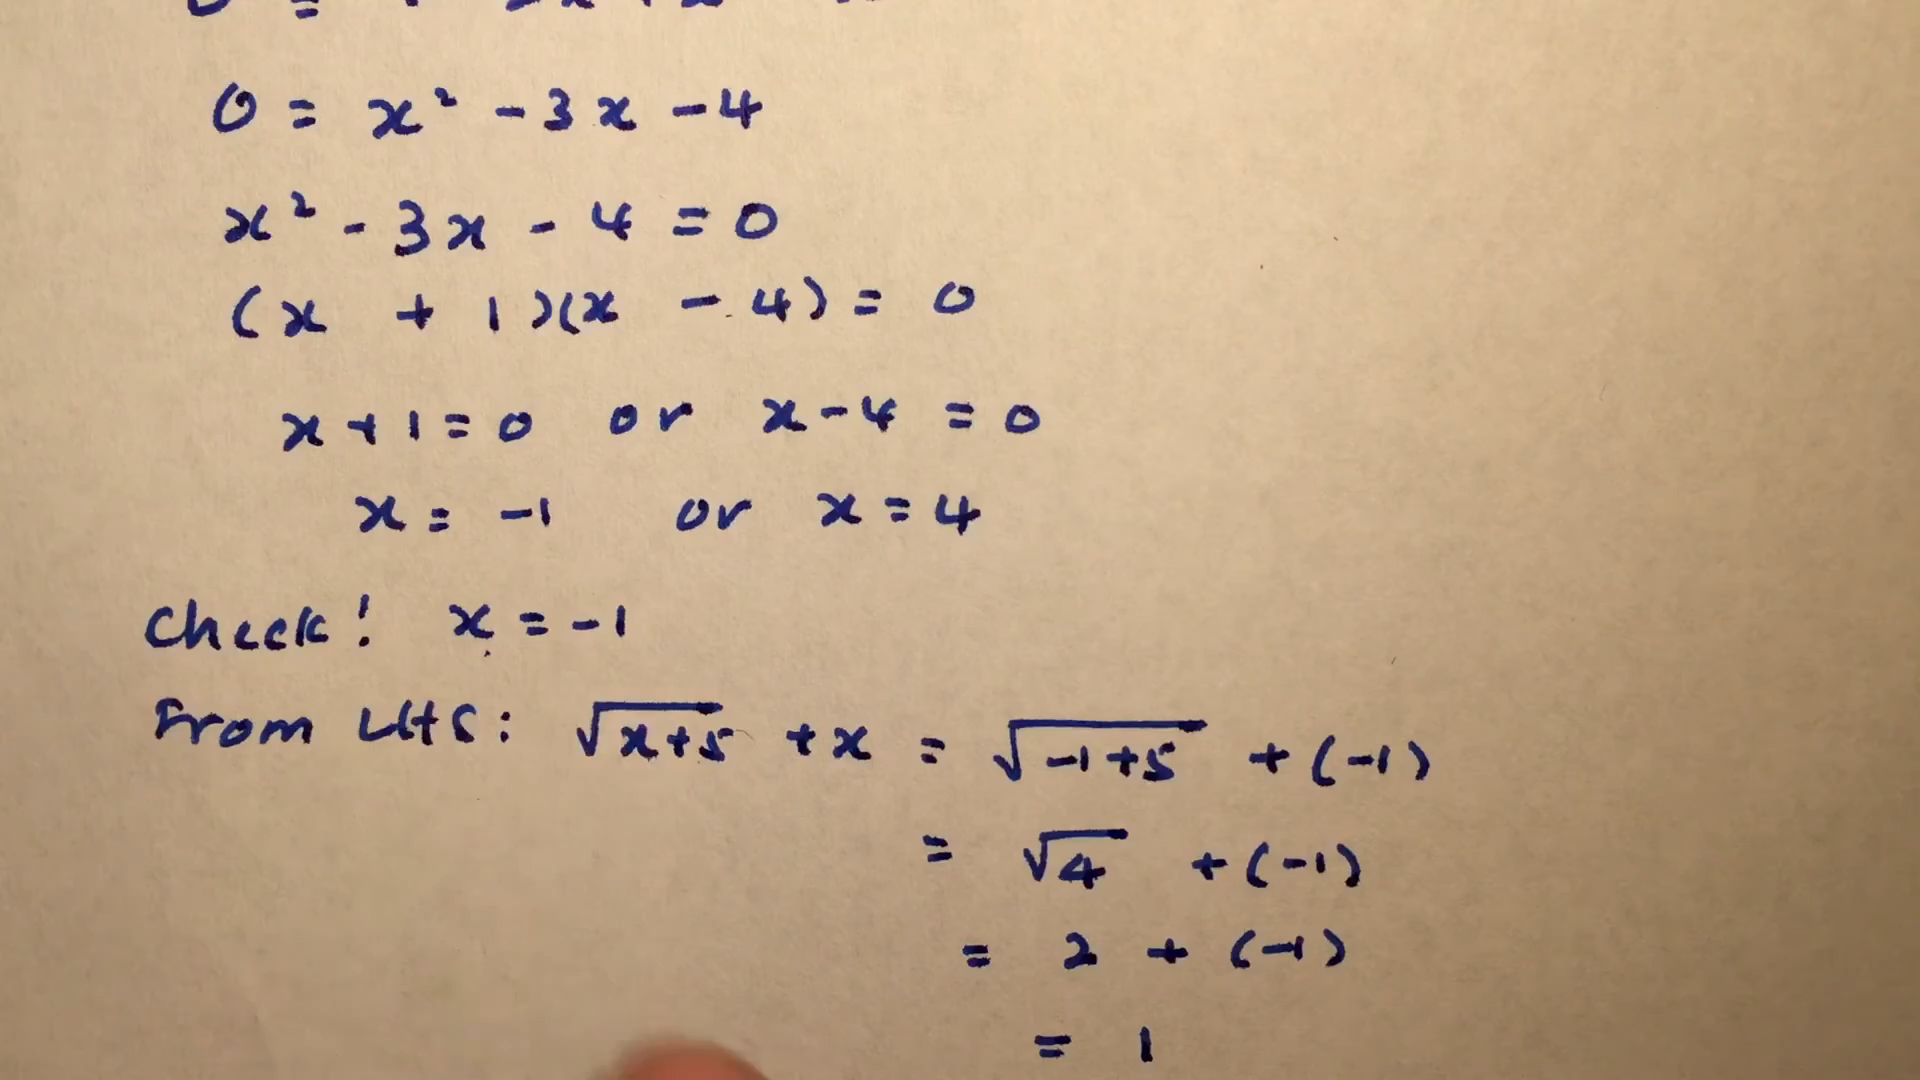 0 = x² - 3x - 4
x² - 3x - 4 = 0
(x + 1)(x - 4) = 0
x + 1 = 0 or x - 4 = 0
x = -1 or x = 4
Check! x = -1
From LHS: √(x+5) + x = √(-1+5) + (-1)
= √4 + (-1)
= 2 + (-1)
= 1